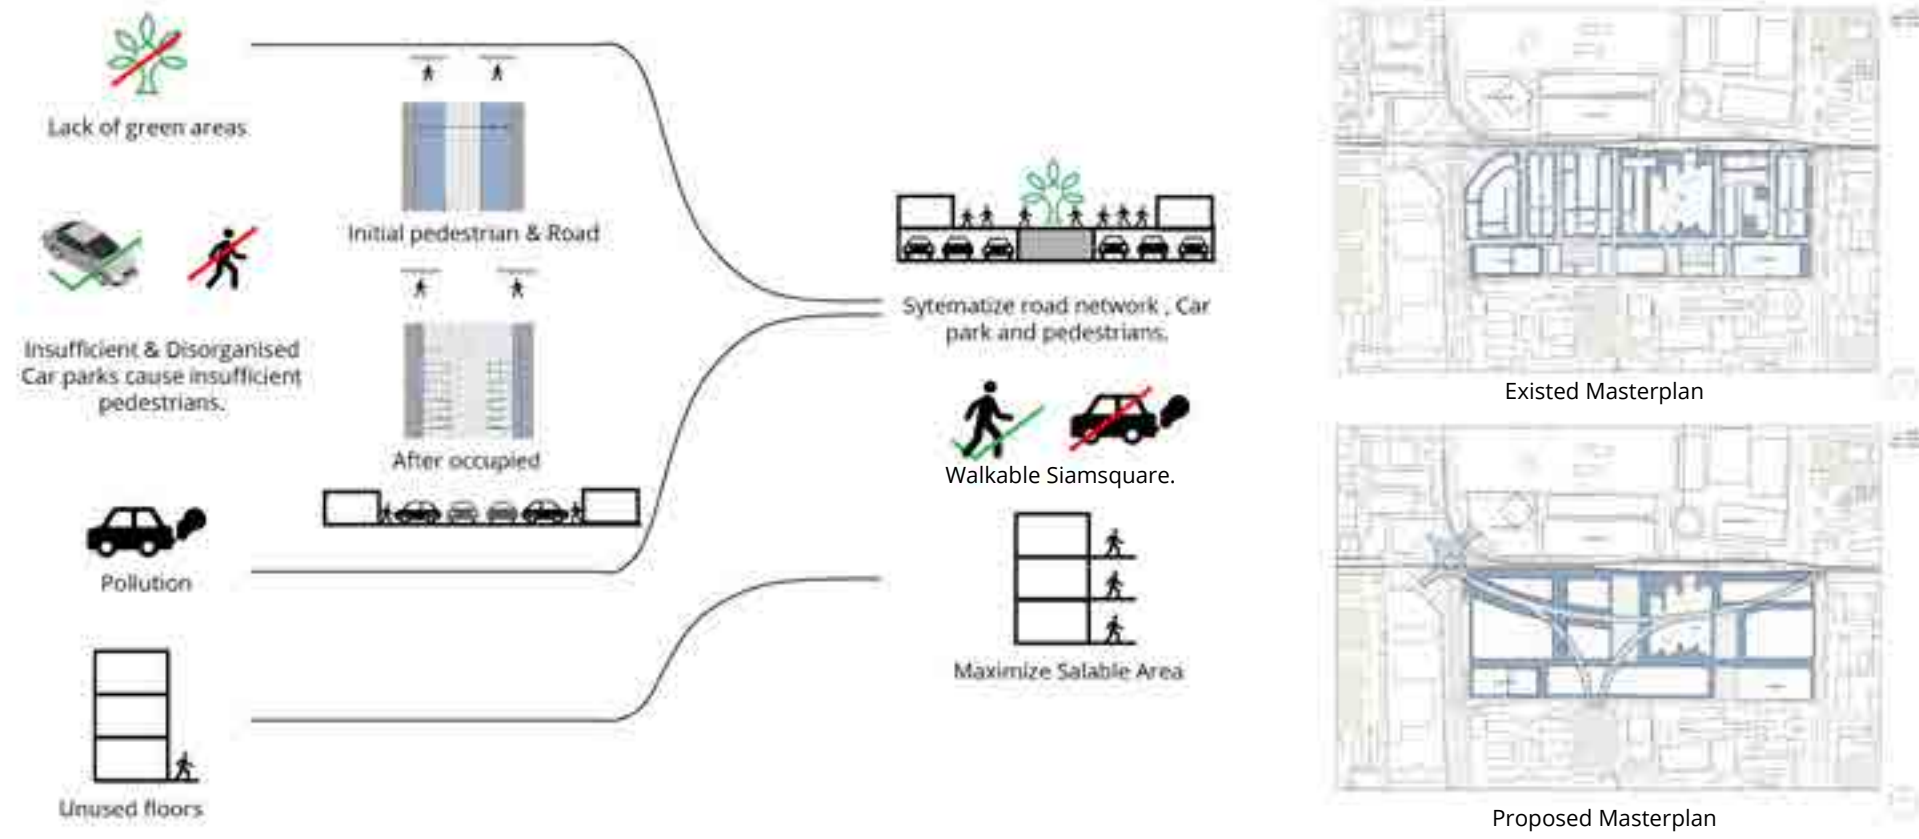 Lack of green areas
Initial pedestrian & Road
Insufficient & Disorganised
Car parks cause insufficient
pedestrians.
After occupied
Pollution
Unused floors
Sytematize road network , Car
park and pedestrians.
Walkable Siamsquare.
Maximize Salable Area
Existed Masterplan
Proposed Masterplan